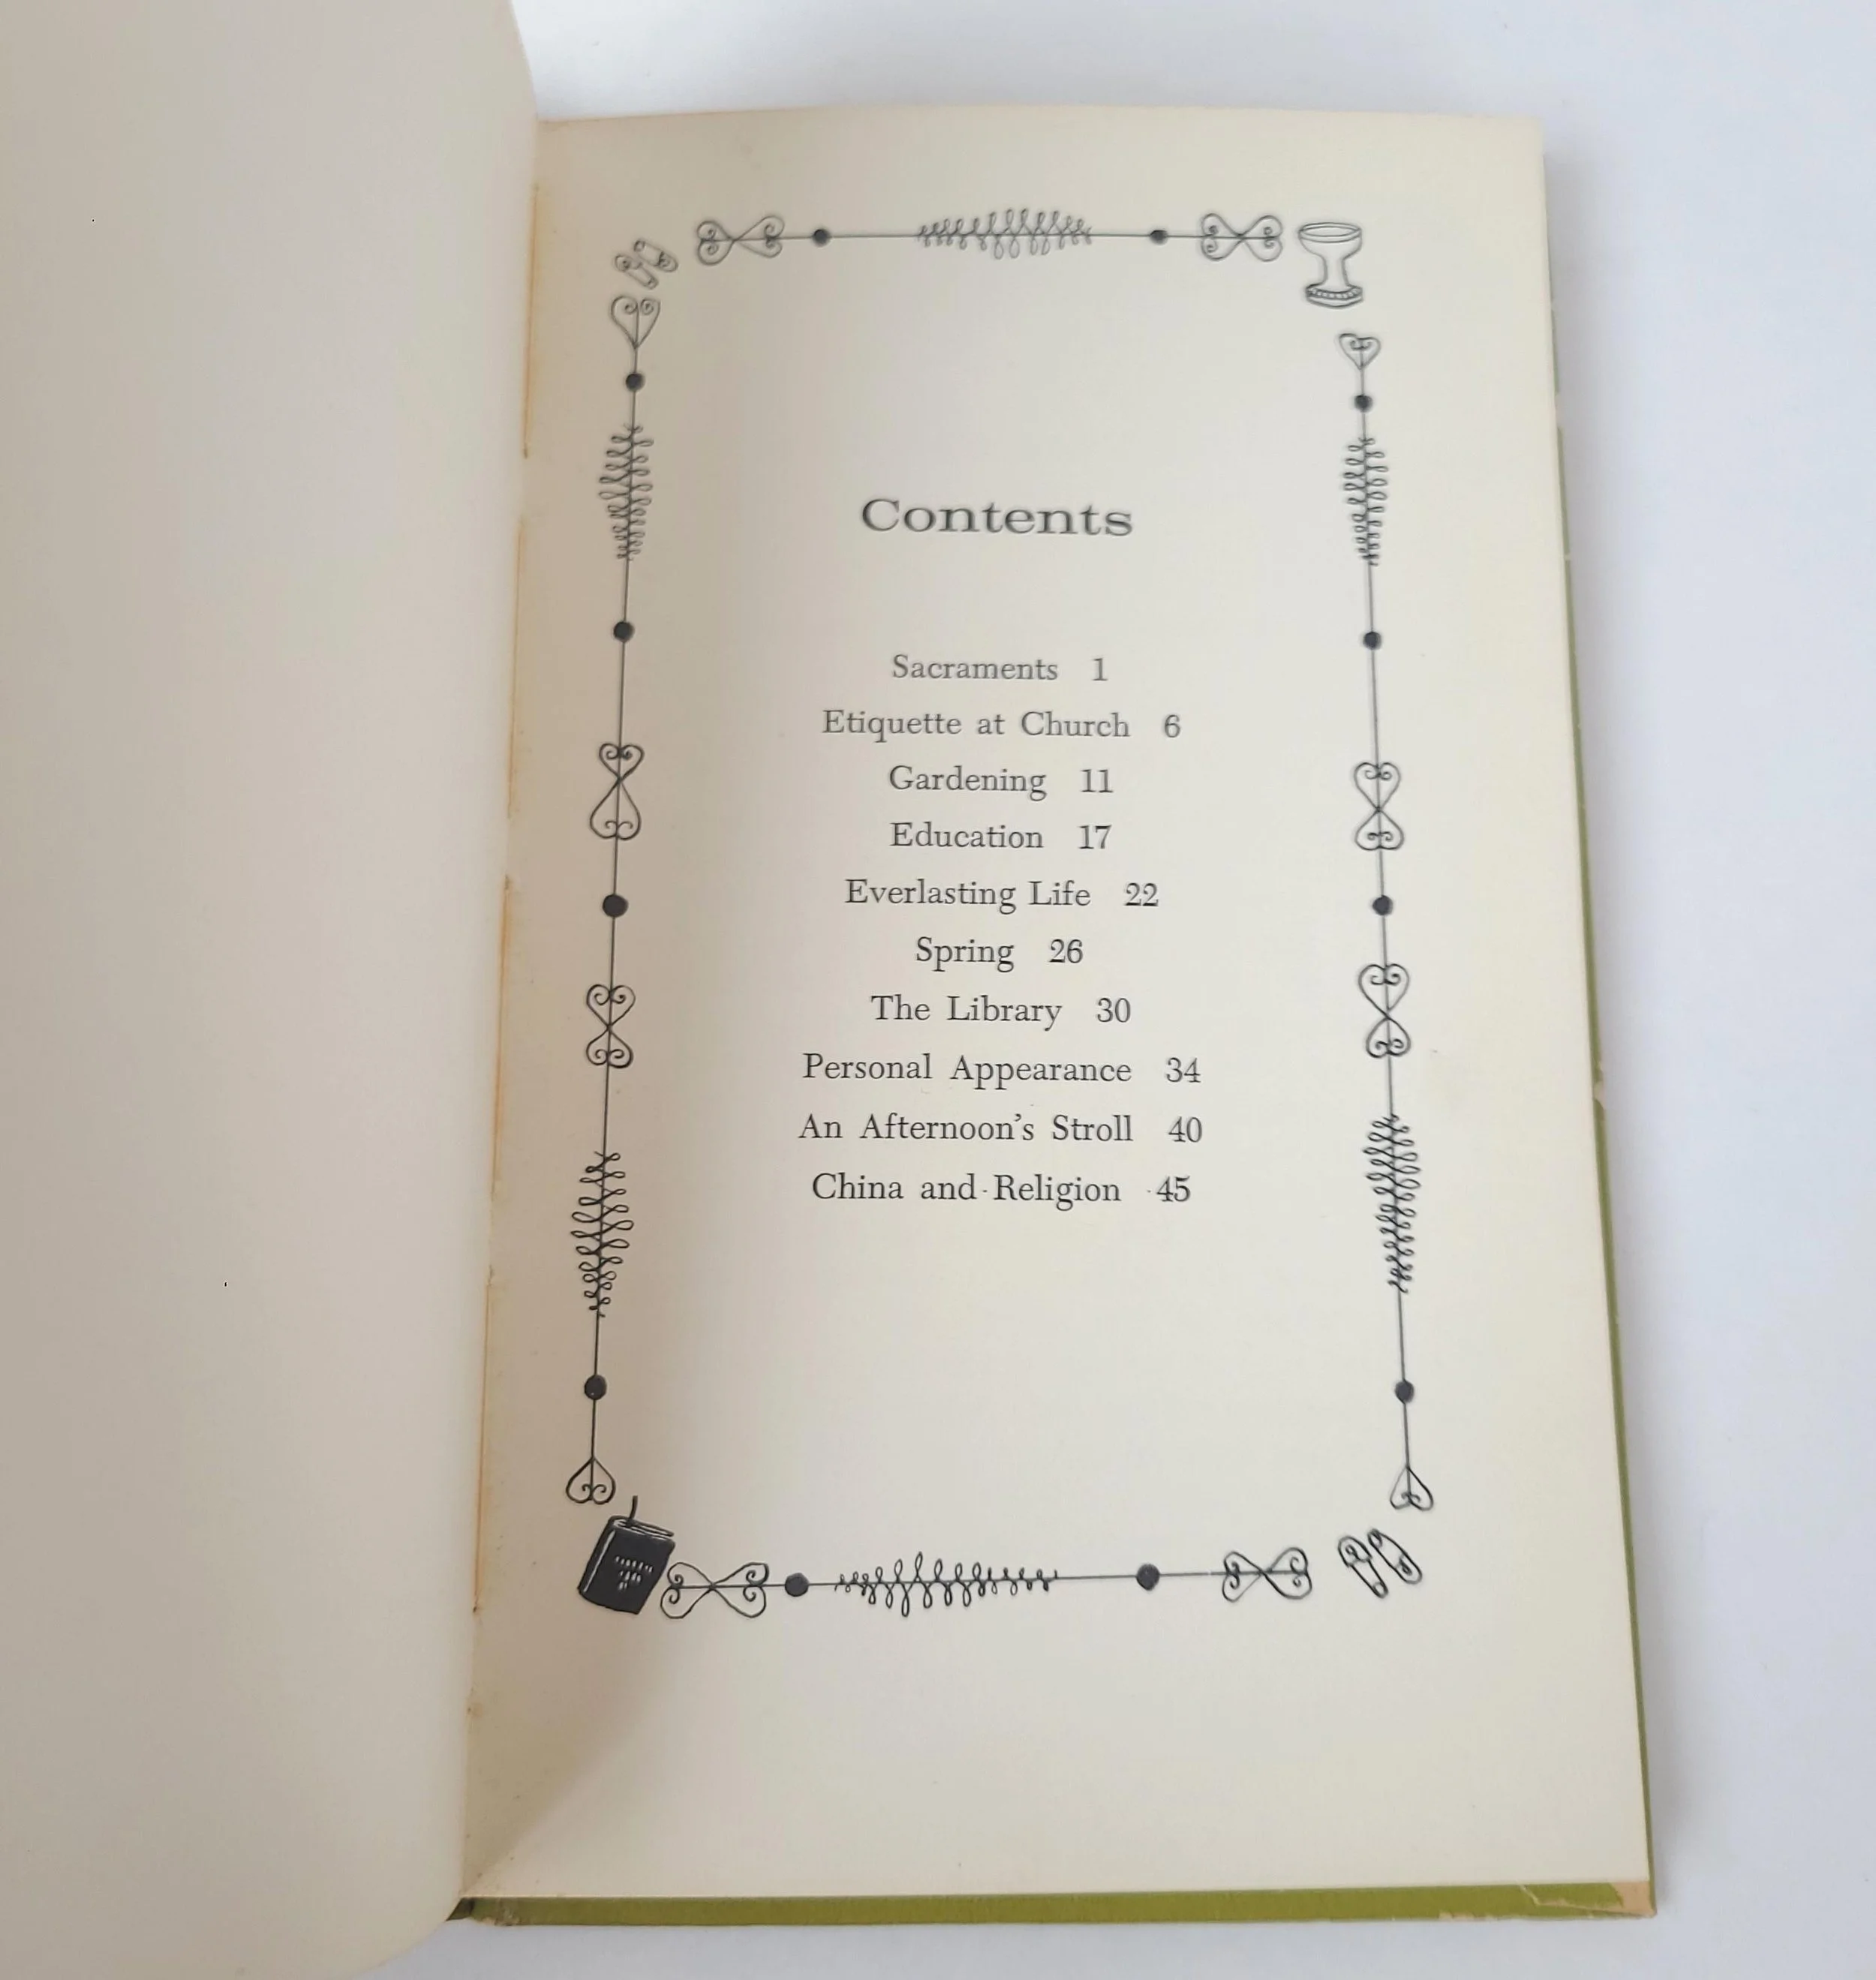 Contents
Sacraments 1
Etiquette at Church 6
Gardening 11
Education 17
Everlasting Life 22
Spring 26
The Library 30
Personal Appearance 34
An Afternoon's Stroll 40
China and Religion 45